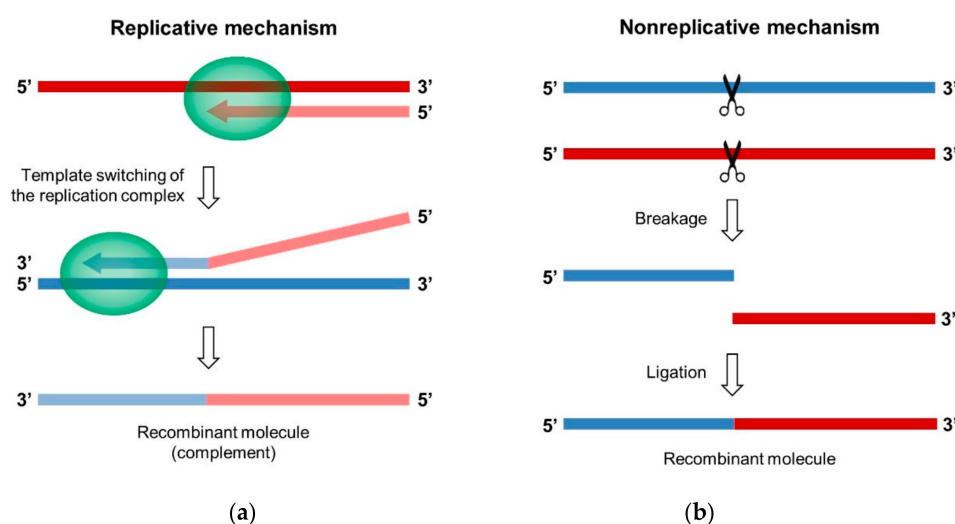 Replicative mechanism
5’ 3’
5’
Template switching of
the replication complex
5’
3’
5’ 3’
3’ 5’
Recombinant molecule
(complement)
(a)
Nonreplicative mechanism
5’ 3’
5’ 3’
Breakage
5’
3’
Ligation
5’ 3’
Recombinant molecule
(b)